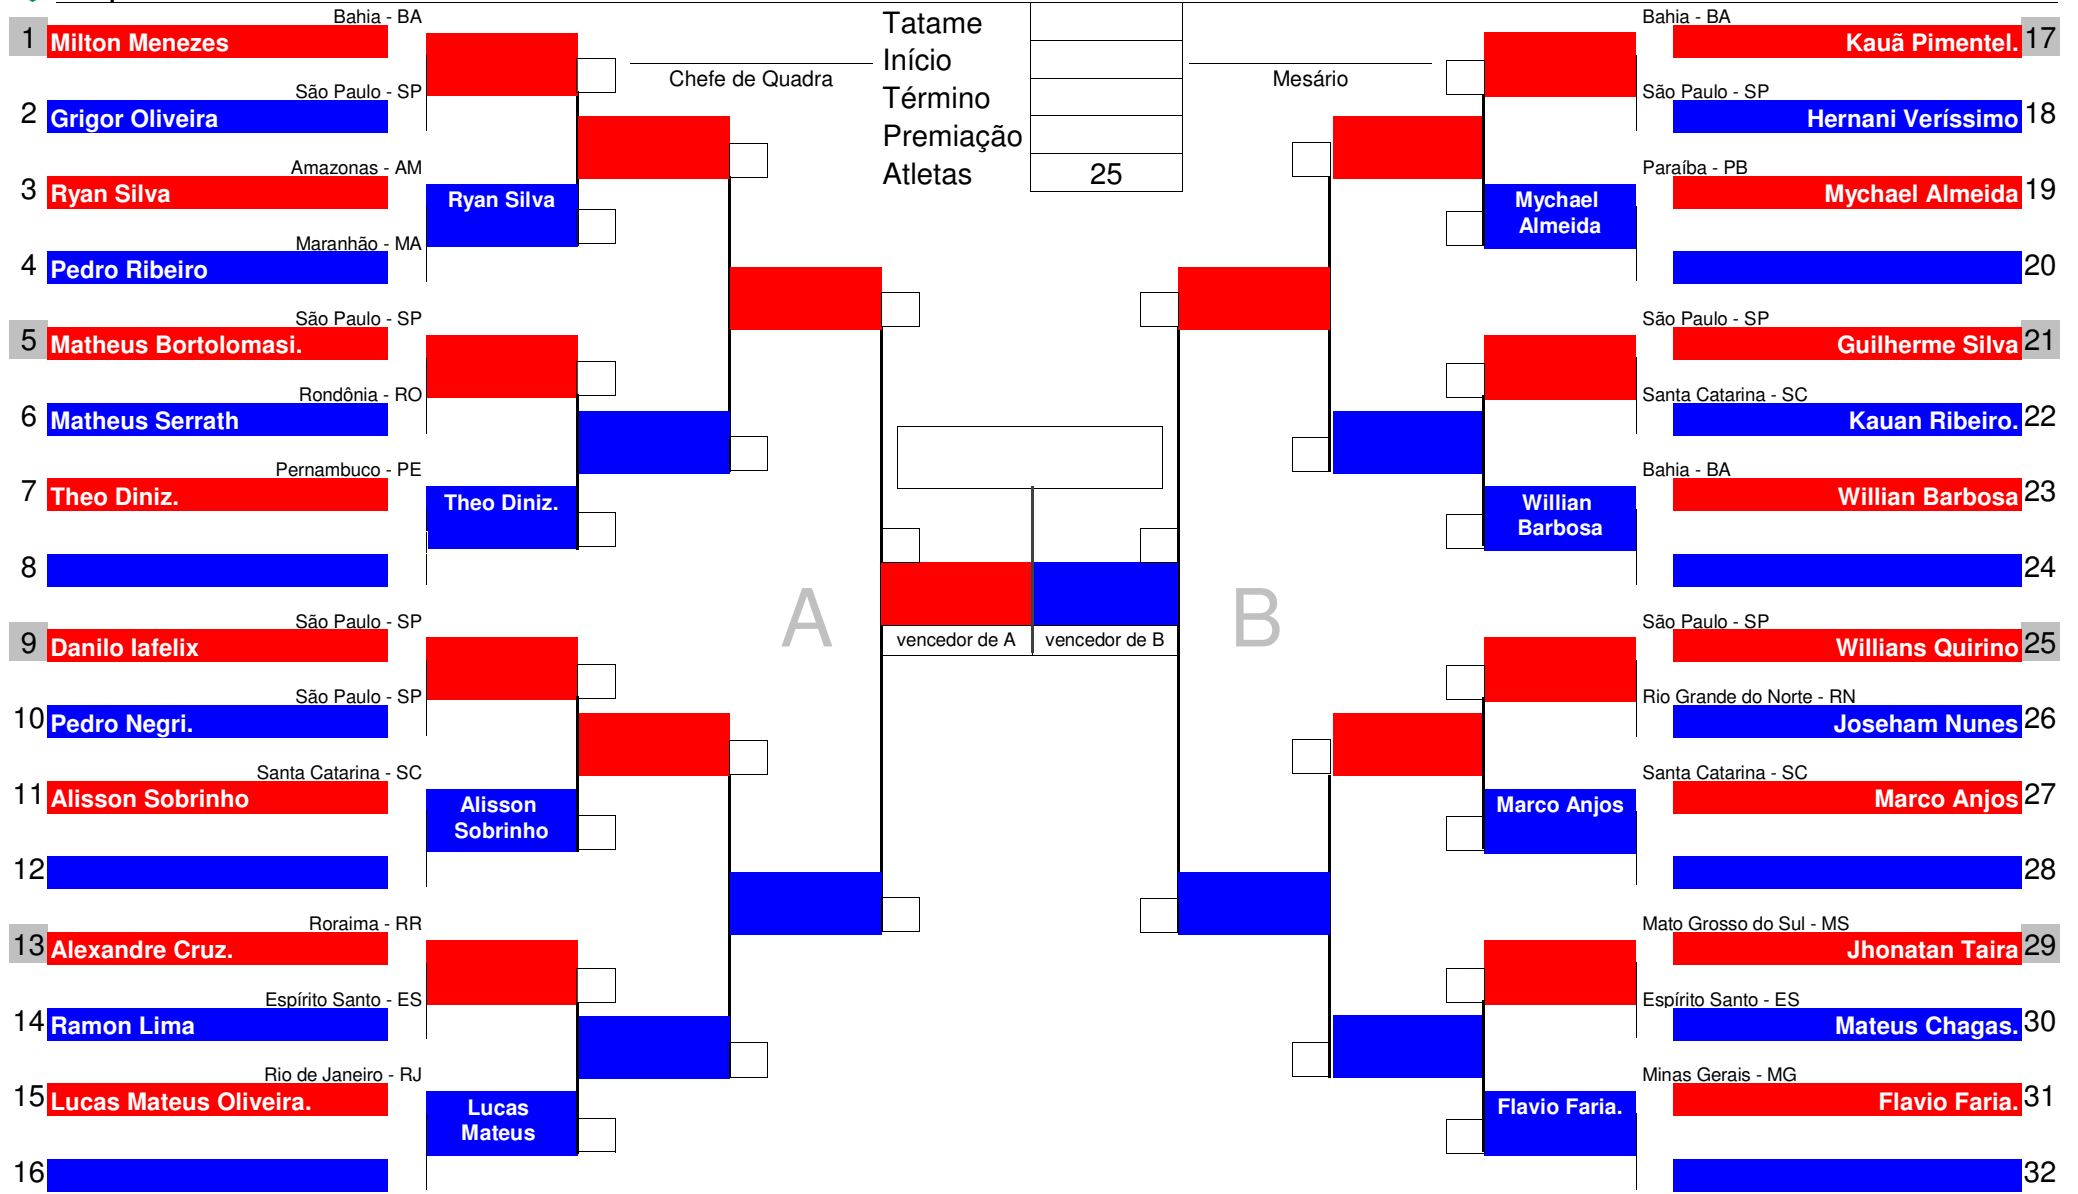 Bahia - BA
1 Milton Menezes
São Paulo - SP
2 Grigor Oliveira
Amazonas - AM
3 Ryan Silva
Maranhão - MA
4 Pedro Ribeiro
São Paulo - SP
5 Matheus Bortolomasi.
Rondônia - RO
6 Matheus Serrath
Pernambuco - PE
7 Theo Diniz.
8
São Paulo - SP
9 Danilo Iafelix
São Paulo - SP
10 Pedro Negri.
Santa Catarina - SC
11 Alisson Sobrinho
12
Roraima - RR
13 Alexandre Cruz.
Espírito Santo - ES
14 Ramon Lima
Rio de Janeiro - RJ
15 Lucas Mateus Oliveira.
16
Ryan Silva
Theo Diniz.
Alisson
Sobrinho
Lucas
Mateus
Chefe de Quadra
Tatame
Início
Término
Premiação
Atletas 25
Mesário
A
B
vencedor de A
vencedor de B
Mychael
Almeida
Willian
Barbosa
Marco Anjos
Flavio Faria.
Bahia - BA
Kauã Pimentel. 17
São Paulo - SP
Hernani Veríssimo 18
Paraíba - PB
Mychael Almeida 19
20
São Paulo - SP
Guilherme Silva 21
Santa Catarina - SC
Kauan Ribeiro. 22
Bahia - BA
Willian Barbosa 23
24
São Paulo - SP
Willians Quirino 25
Rio Grande do Norte - RN
Joseham Nunes 26
Santa Catarina - SC
Marco Anjos 27
28
Mato Grosso do Sul - MS
Jhonatan Taira 29
Espírito Santo - ES
Mateus Chagas. 30
Minas Gerais - MG
Flavio Faria. 31
32